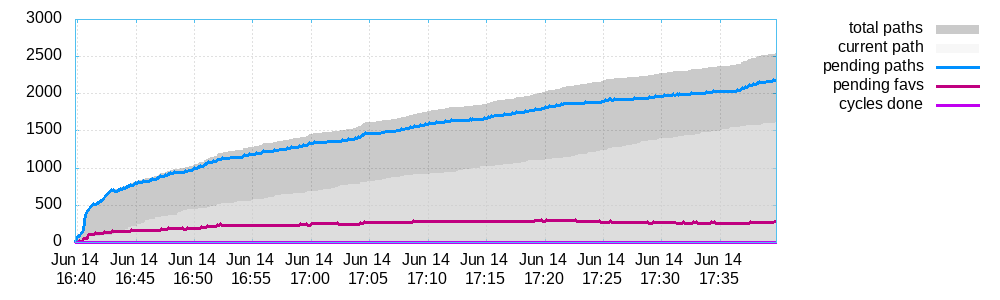 3000
2500
2000
1500
1000
500
0
Jun 14 Jun 14 Jun 14 Jun 14 Jun 14 Jun 14 Jun 14 Jun 14 Jun 14 Jun 14 Jun 14 Jun 14
16:40 16:45 16:50 16:55 17:00 17:05 17:10 17:15 17:20 17:25 17:30 17:35
total paths
current path
pending paths
pending favs
cycles done